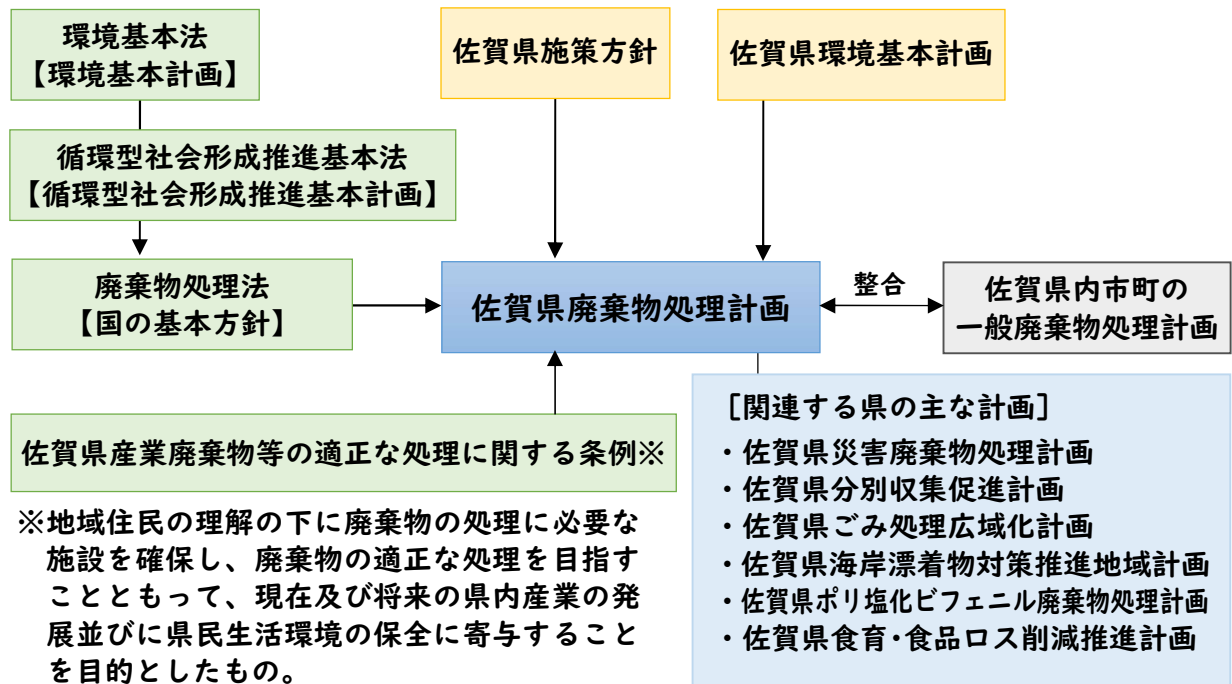 環境基本法
【環境基本計画】
佐賀県施策方針
佐賀県環境基本計画
循環型社会形成推進基本法
【循環型社会形成推進基本計画】
廃棄物処理法
【国の基本方針】
佐賀県廃棄物処理計画
整合
佐賀県内市町の
一般廃棄物処理計画
佐賀県産業廃棄物等の適正な処理に関する条例※
※地域住民の理解の下に廃棄物の処理に必要な
施設を確保し、廃棄物の適正な処理を目指す
ことともって、現在及び将来の県内産業の発
展並びに県民生活環境の保全に寄与すること
を目的としたもの。
［関連する県の主な計画］
・佐賀県災害廃棄物処理計画
・佐賀県分別収集促進計画
・佐賀県ごみ処理広域化計画
・佐賀県海岸漂着物対策推進地域計画
・佐賀県ポリ塩化ビフェニル廃棄物処理計画
・佐賀県食育・食品ロス削減推進計画